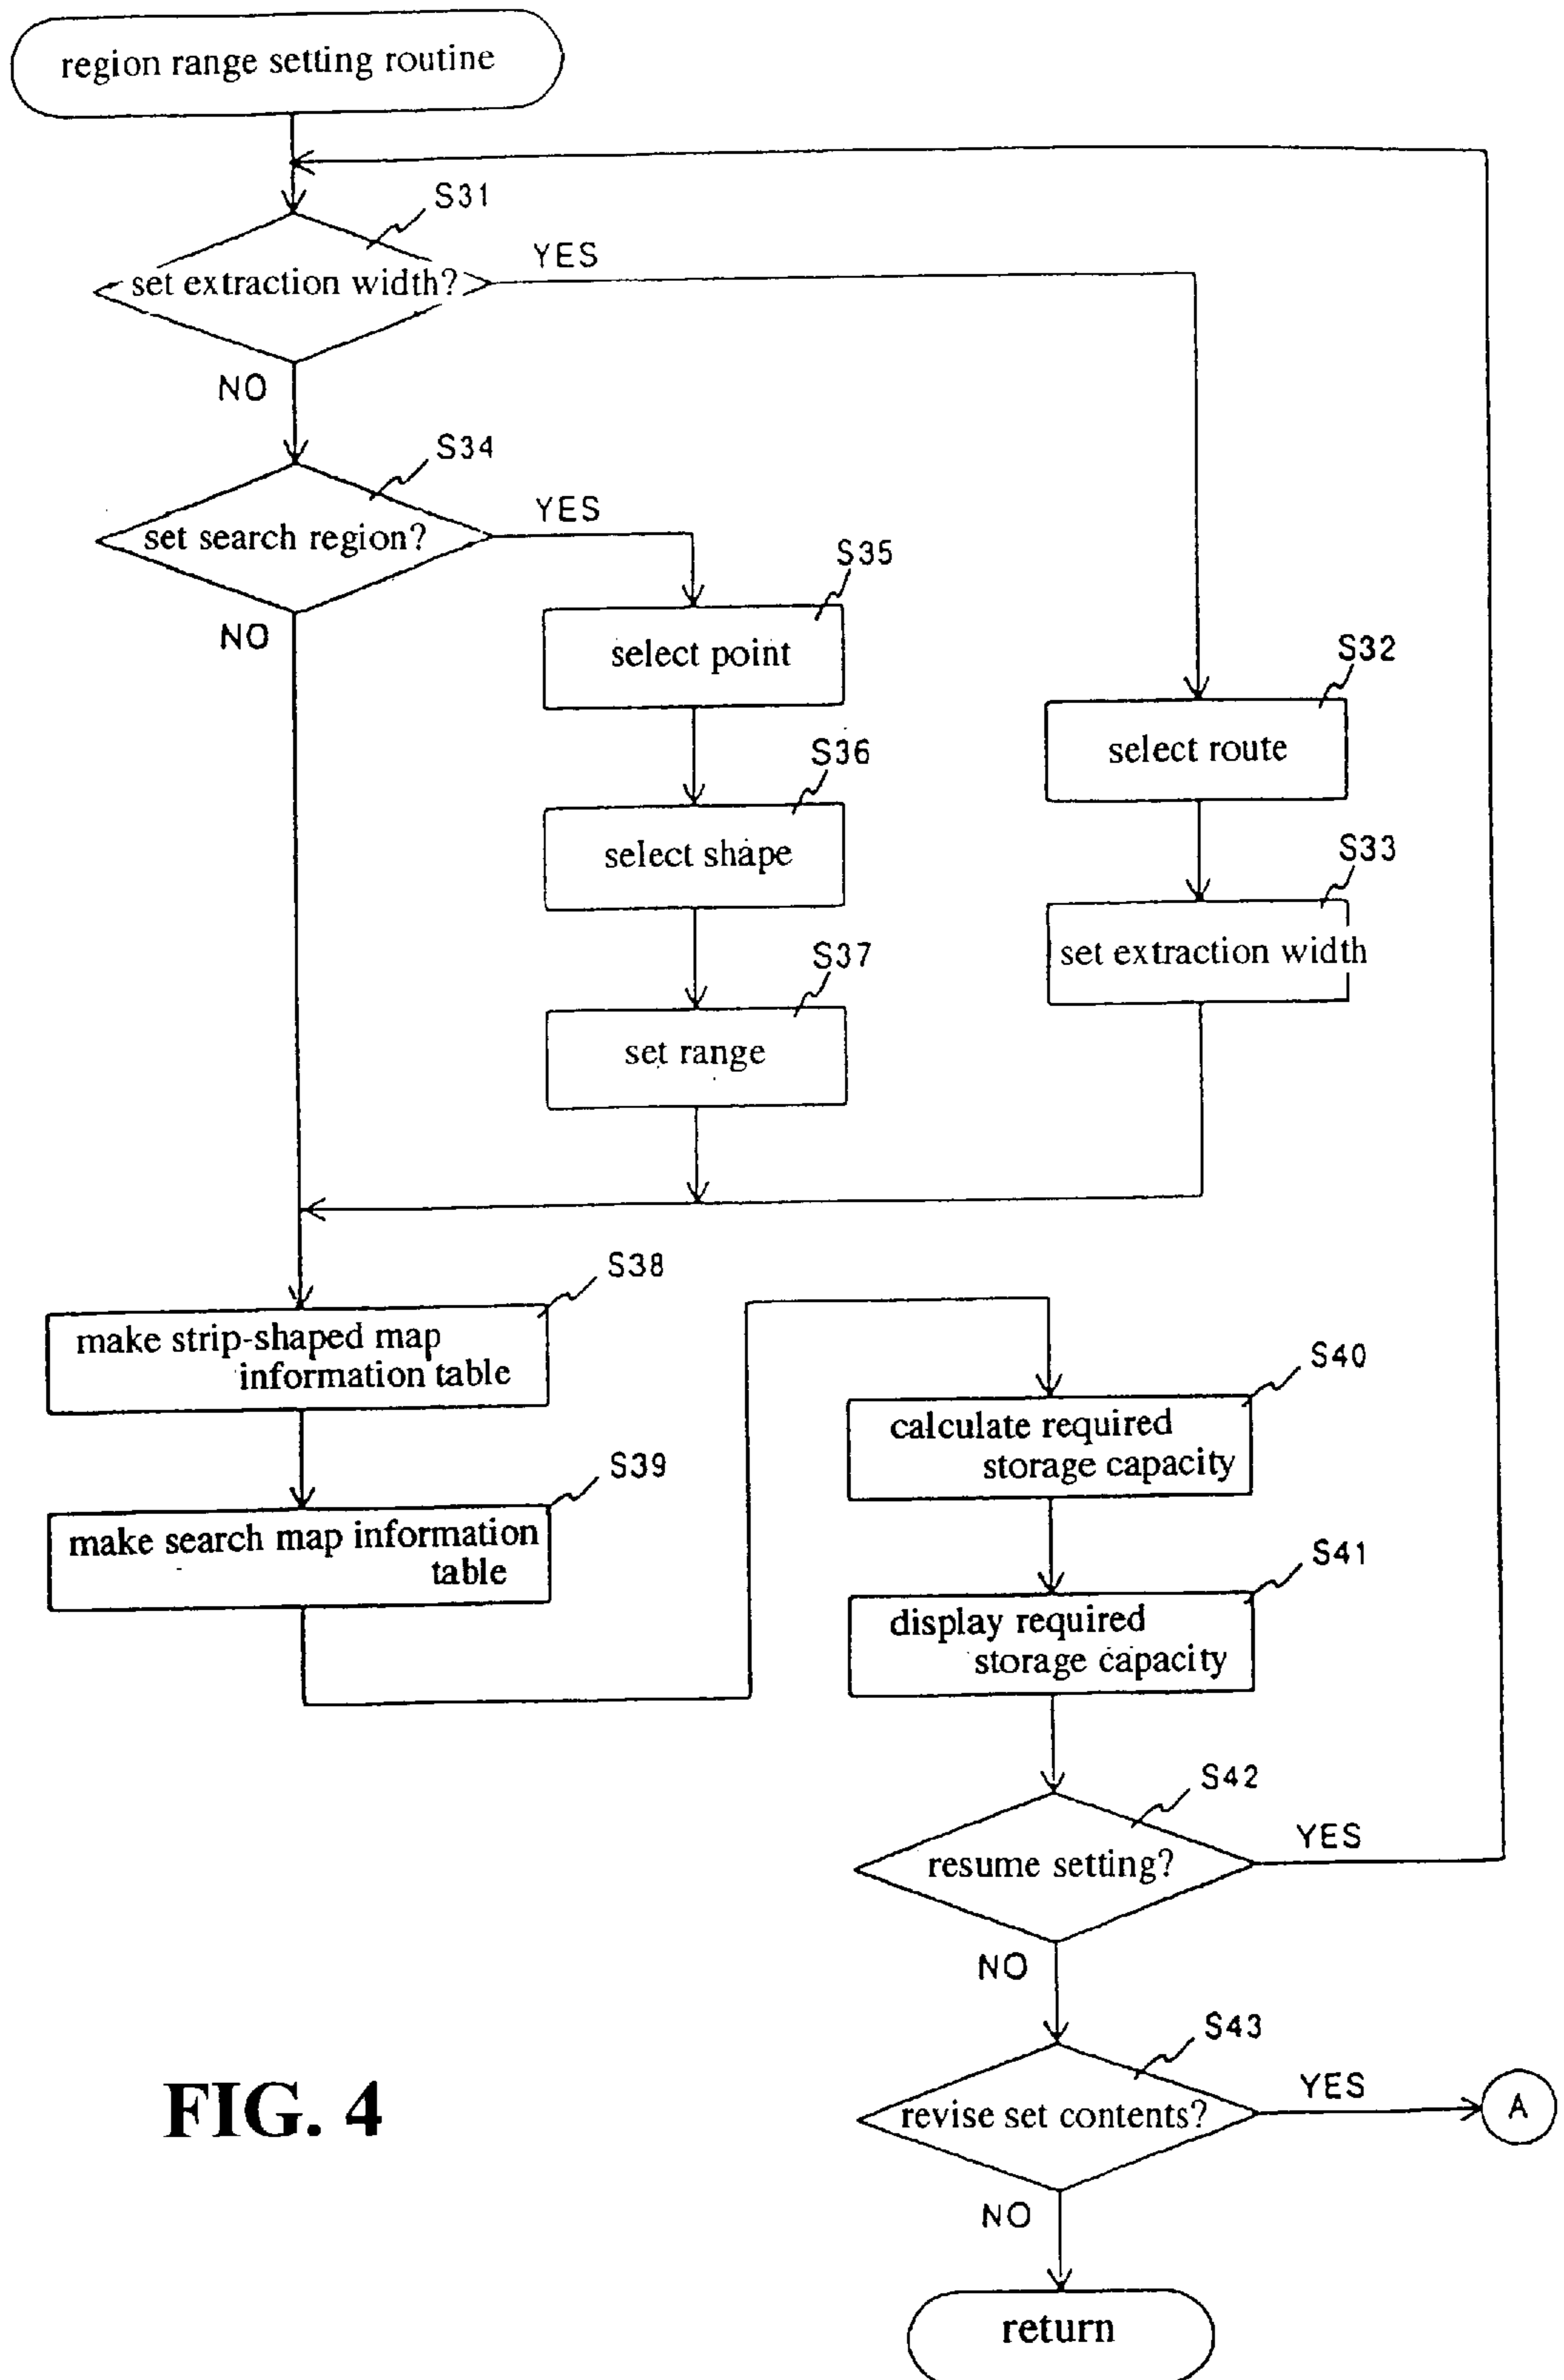 region range setting routine
S31
set extraction width?
YES
NO
S34
set search region?
YES
NO
S35
select point
S36
select shape
S37
set range
S32
select route
S33
set extraction width
S38
make strip-shaped map
information table
S39
make search map information
table
S40
calculate required
storage capacity
S41
display required
storage capacity
S42
resume setting?
YES
NO
S43
revise set contents?
YES
A
NO
return
FIG. 4